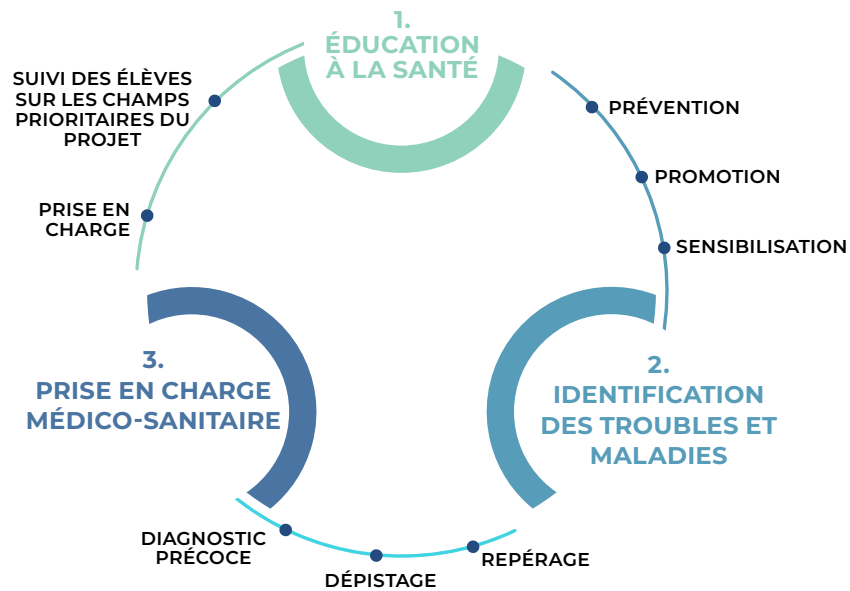 1.
ÉDUCATION
À LA SANTÉ
PRÉVENTION
PROMOTION
SENSIBILISATION
2.
IDENTIFICATION
DES TROUBLES ET
MALADIES
REPÉRAGE
DÉPISTAGE
DIAGNOSTIC
PRÉCOCE
3.
PRISE EN CHARGE
MÉDICO-SANITAIRE
PRISE EN
CHARGE
SUIVI DES ÉLÈVES
SUR LES CHAMPS
PRIORITAIRES DU
PROJET